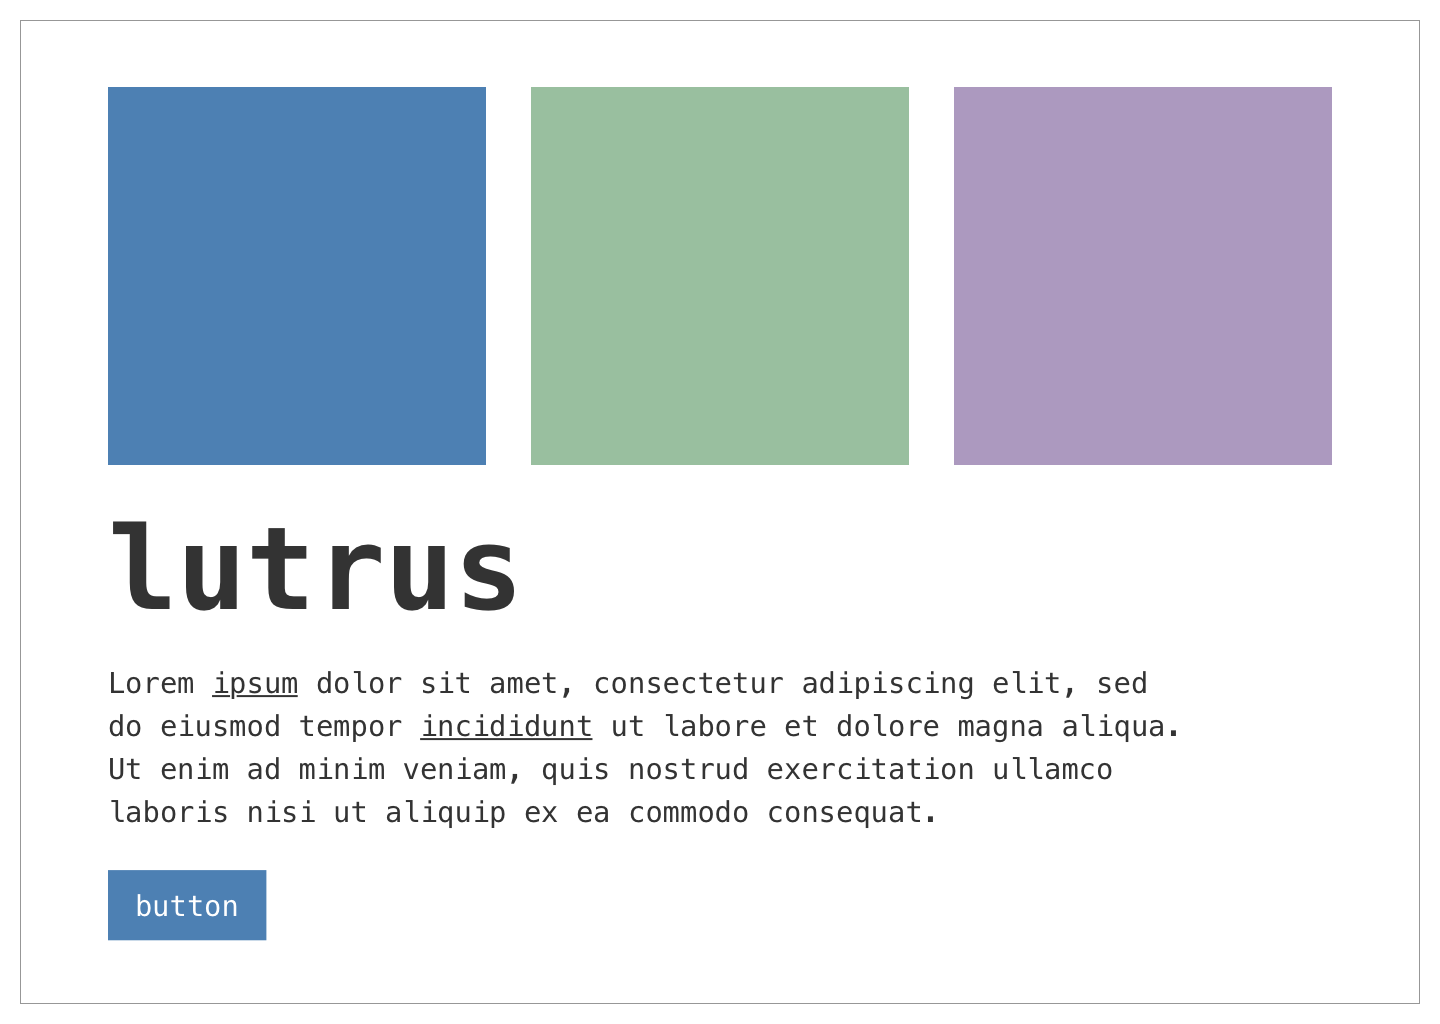 lutrus
Lorem ipsum dolor sit amet, consectetur adipiscing elit, sed
do eiusmod tempor incididunt ut labore et dolore magna aliqua.
Ut enim ad minim veniam, quis nostrud exercitation ullamco
laboris nisi ut aliquip ex ea commodo consequat.
button